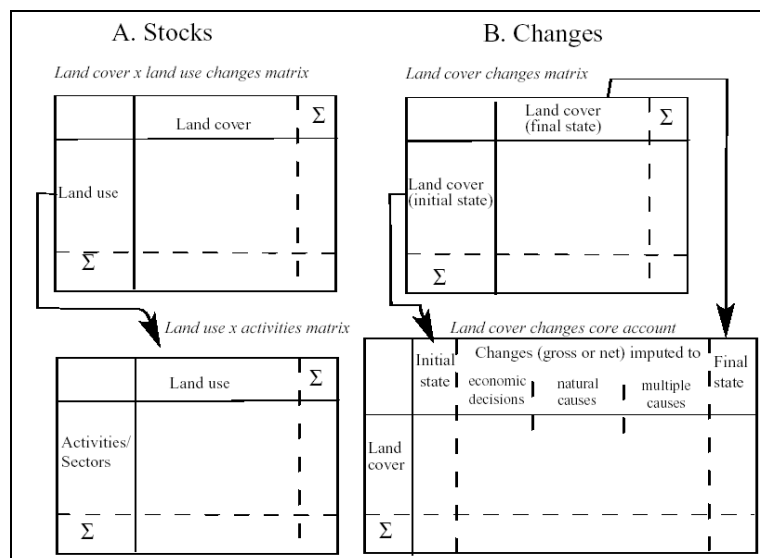 A. Stocks
Land cover x land use changes matrix
Land cover
Σ
Land use
Σ
Land use x activities matrix
Land use
Σ
Activities/
Sectors
Σ
B. Changes
Land cover changes matrix
Land cover
(final state)
Σ
Land cover
(initial state)
Σ
Land cover changes core account
Initial
state
Changes (gross or net) imputed to
economic
decisions
natural
causes
multiple
causes
Final
state
Land
cover
Σ